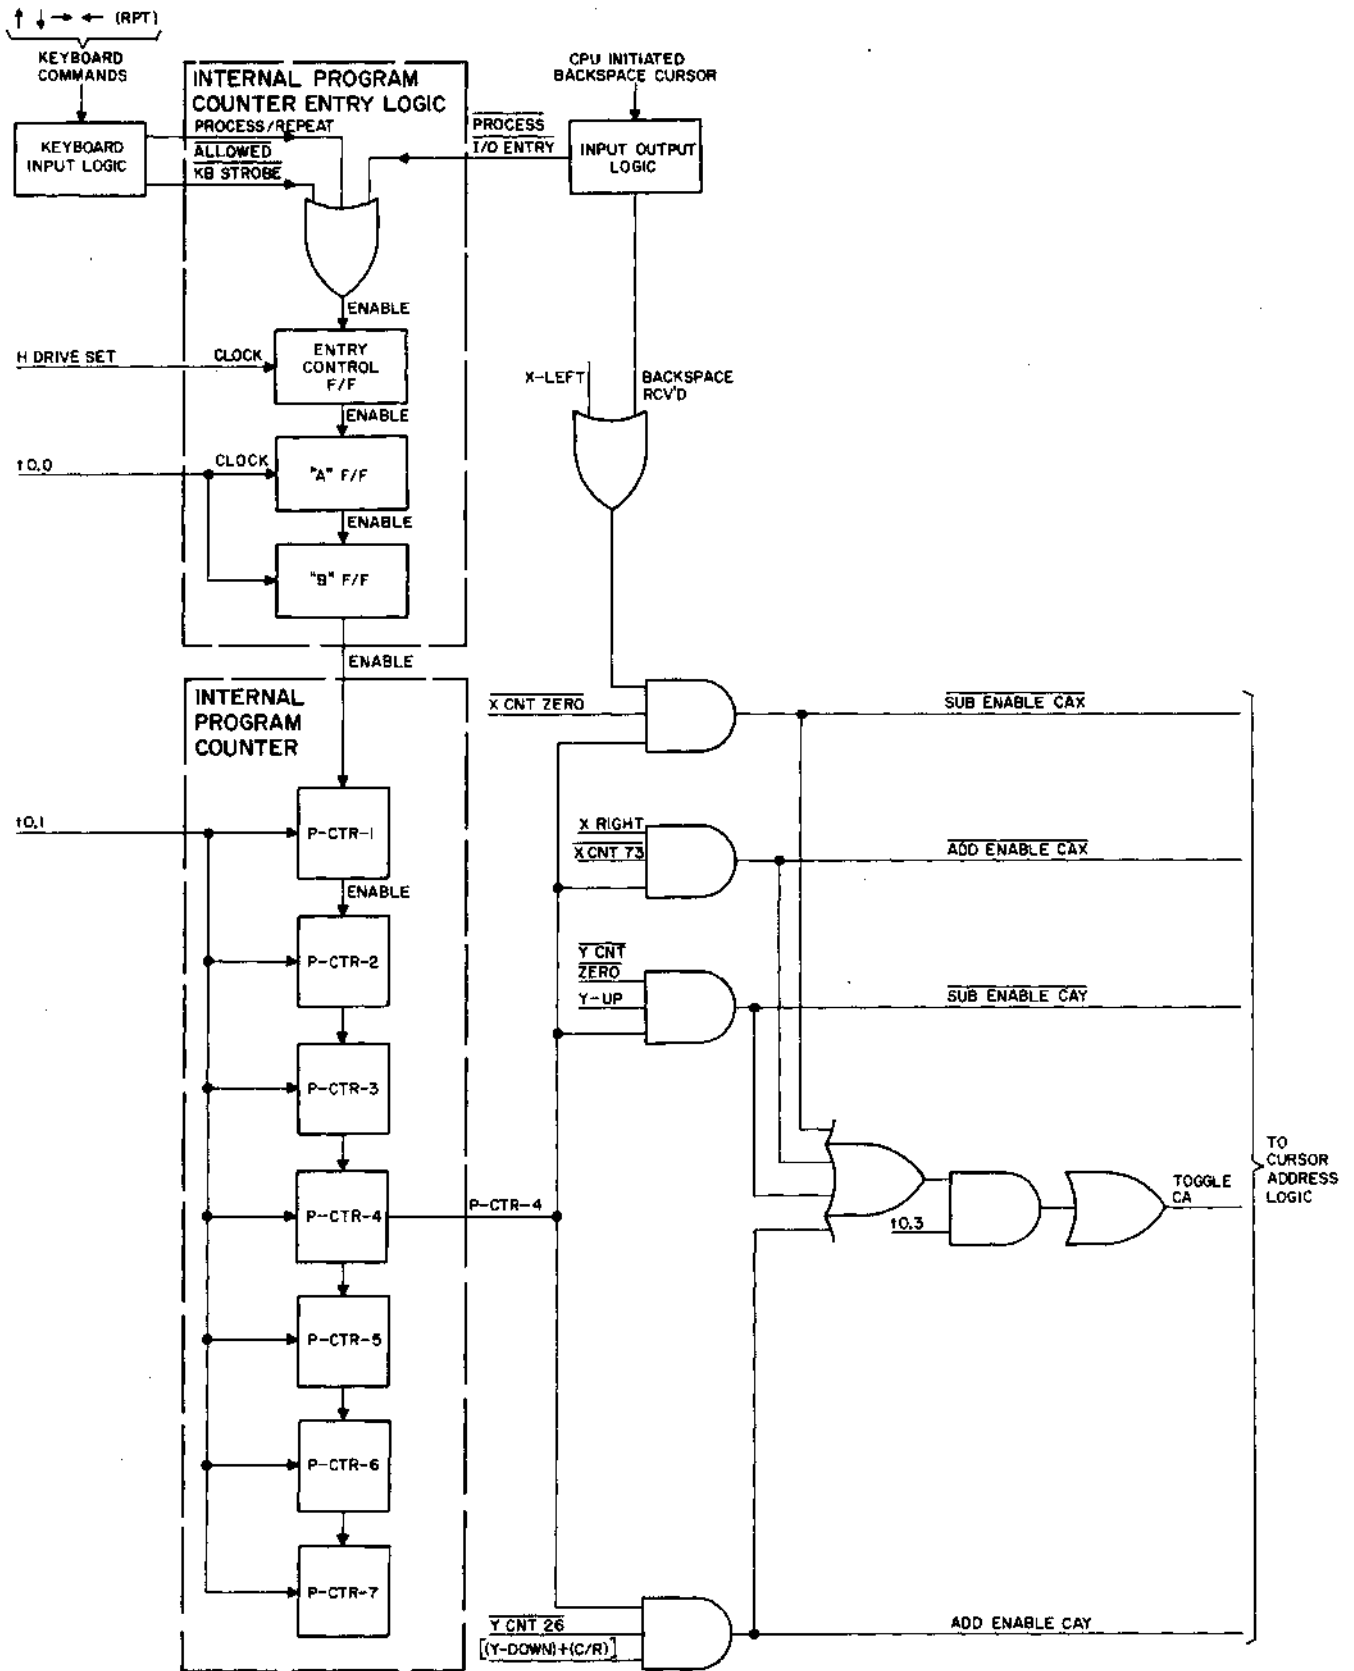 ↑ ↓ → ← (RPT)
KEYBOARD
COMMANDS
KEYBOARD
INPUT LOGIC
INTERNAL PROGRAM
COUNTER ENTRY LOGIC
PROCESS/REPEAT
ALLOWED
KB STROBE
CPU INITIATED
BACKSPACE CURSOR
PROCESS
I/O ENTRY
INPUT OUTPUT
LOGIC
ENABLE
H DRIVE SET
CLOCK
ENTRY
CONTROL
F/F
ENABLE
X-LEFT
BACKSPACE
RCV'D
t0,0
CLOCK
"A" F/F
ENABLE
"B" F/F
ENABLE
INTERNAL
PROGRAM
COUNTER
X CNT ZERO
SUB ENABLE CAX
t0,1
P-CTR-1
ENABLE
X RIGHT
X CNT 73
ADD ENABLE CAX
P-CTR-2
Y CNT
ZERO
Y-UP
SUB ENABLE CAY
P-CTR-3
P-CTR-4
P-CTR-4
t0,3
TOGGLE
CA
TO
CURSOR
ADDRESS
LOGIC
P-CTR-5
P-CTR-6
P-CTR-7
Y CNT 26
[(Y-DOWN)+(C/R)]
ADD ENABLE CAY